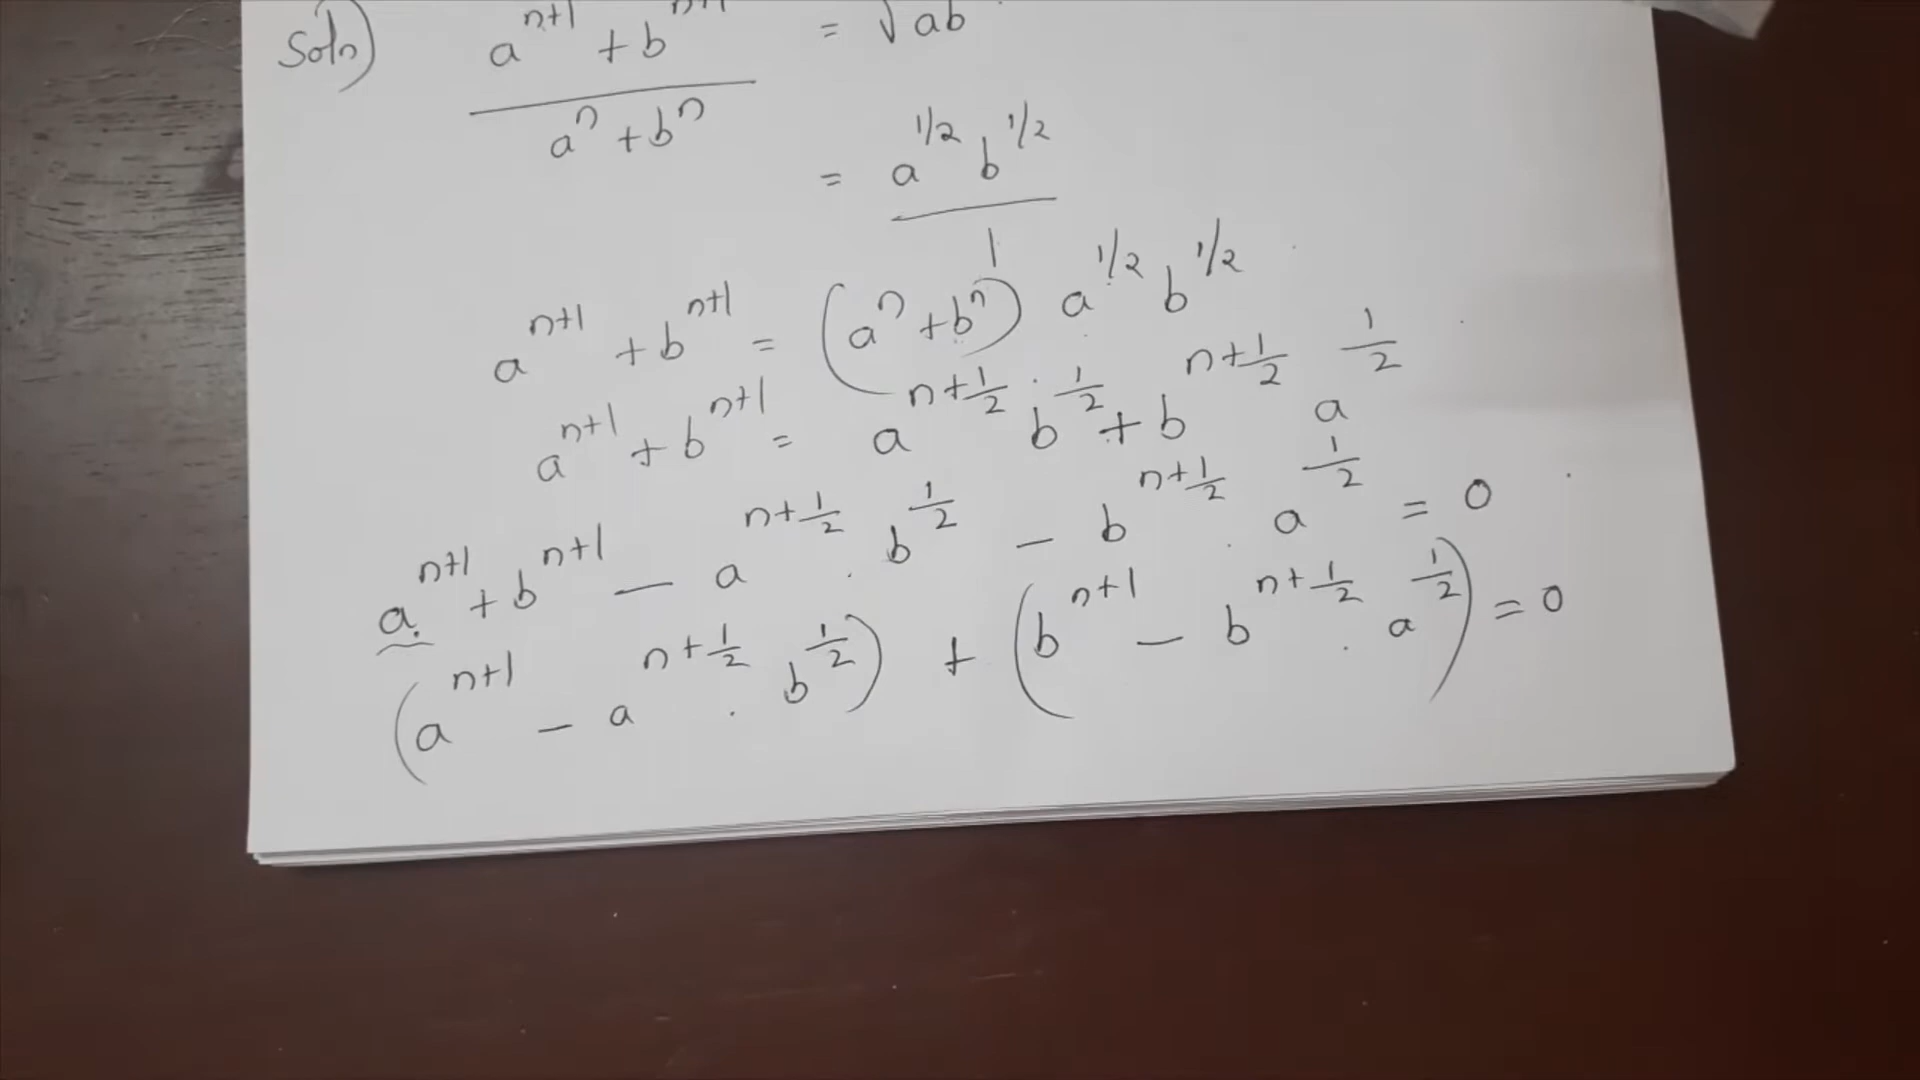 Soln) a^{n+1} + b^{n+1} / a^n + b^n = √ab
= a^{1/2} b^{1/2} / 1
a^{n+1} + b^{n+1} = (a^n + b^n) a^{1/2} b^{1/2}
a^{n+1} + b^{n+1} = a^{n+1/2} . b^{1/2} + b^{n+1/2} a^{1/2}
a^{n+1} + b^{n+1} - a^{n+1/2} . b^{1/2} - b^{n+1/2} . a^{1/2} = 0
(a^{n+1} - a^{n+1/2} . b^{1/2}) + (b^{n+1} - b^{n+1/2} . a^{1/2}) = 0